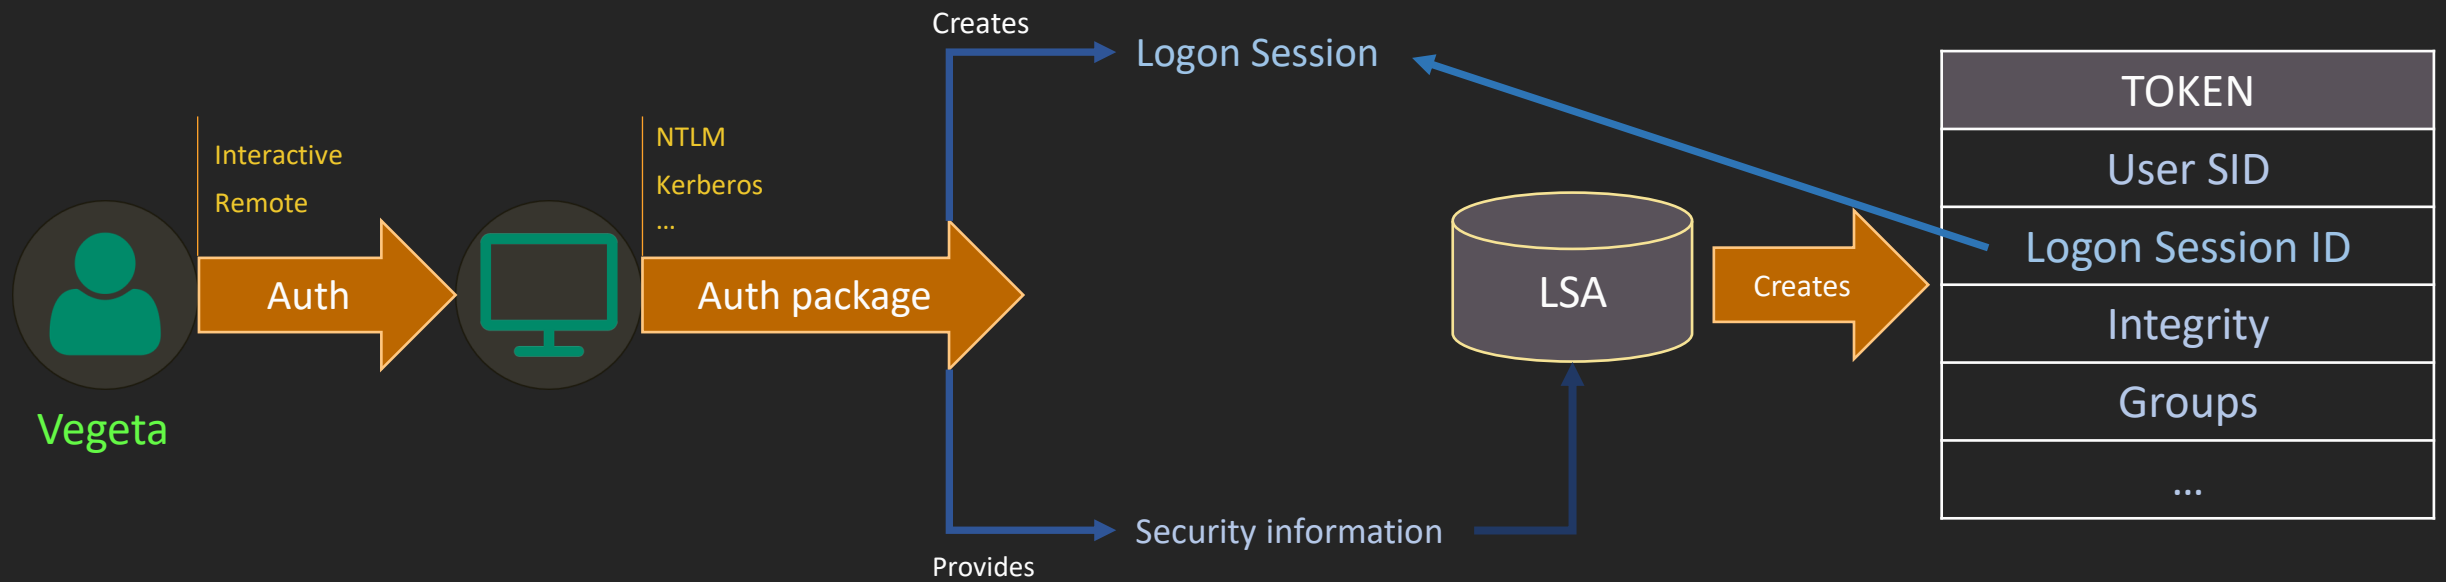 Vegeta
Interactive
Remote
Auth
NTLM
Kerberos
...
Auth package
Creates
Logon Session
Provides
Security information
LSA
Creates
TOKEN
User SID
Logon Session ID
Integrity
Groups
...